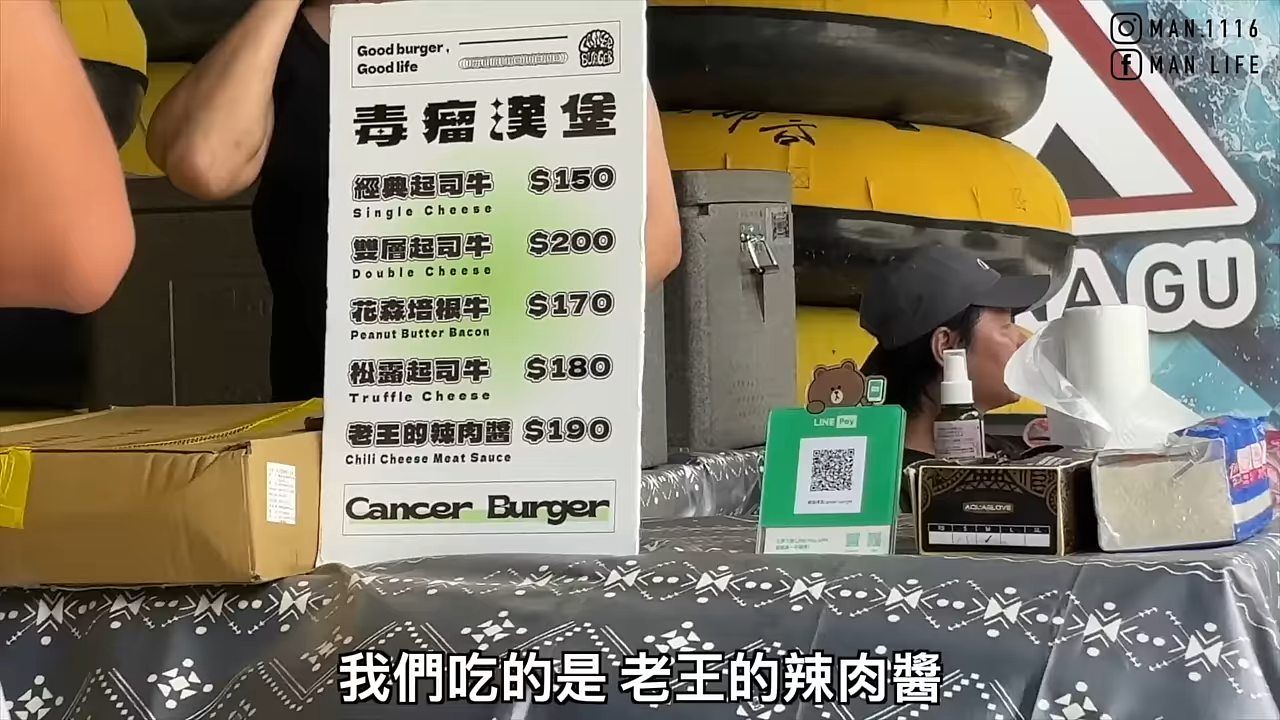 MAN.1116
MAN LIFE
Good burger,
Good life
毒瘤漢堡
經典起司牛 $150
Single Cheese
雙層起司牛 $200
Double Cheese
花森培根牛 $170
Peanut Butter Bacon
松露起司牛 $180
Truffle Cheese
老王的辣肉醬 $190
Chili Cheese Meat Sauce
Cancer Burger
LINE Pay
AQUAGLOVE
XS S M L XL
AGU
我們吃的是 老王的辣肉醬